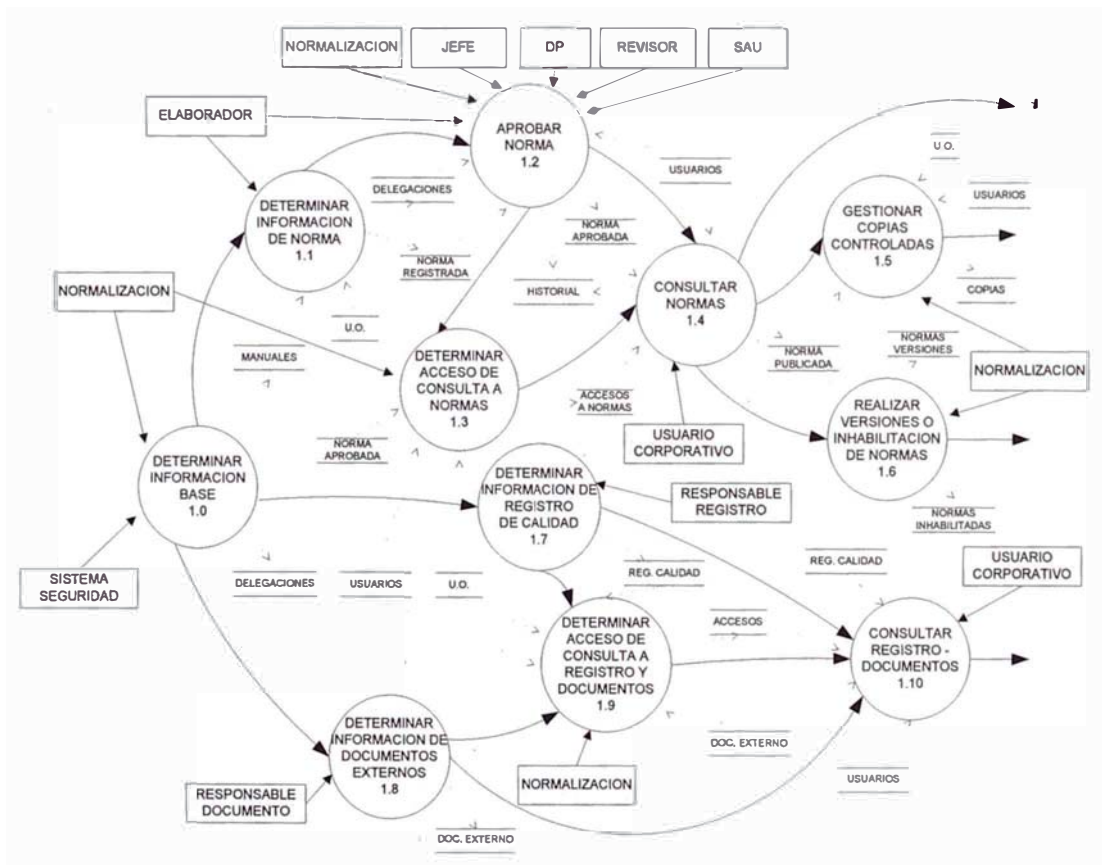 NORMALIZACION
JEFE
DP
REVISOR
SAU
ELABORADOR
APROBAR
NORMA
1.2
U O.
USUARIOS
DELEGACIONES
USUARIOS
DETERMINAR
INFORMACION
DE NORMA
1.1
GESTIONAR
COPIAS
CONTROLADAS
1.5
NORMA
APROBADA
NORMA
REGISTRADA
NORMALIZACION
HISTORIAL
CONSULTAR
NORMAS
1.4
COPIAS
U.O.
MANUALES
DETERMINAR
ACCESO DE
CONSULTA A
NORMAS
1.3
NORMA
PUBLICADA
NORMAS
VERSIONES
NORMALIZACION
ACCESOS
A NORMAS
REALIZAR
VERSIONES O
INHABILITACION
DE NORMAS
1.6
USUARIO
CORPORATIVO
NORMA
APROBADA
DETERMINAR
INFORMACION
BASE
1.0
DETERMINAR
INFORMACION DE
REGISTRO
DE CALIDAD
1.7
RESPONSABLE
REGISTRO
NORMAS
INHABILITADAS
SISTEMA
SEGURIDAD
DELEGACIONES
USUARIOS
U.O.
REG. CALIDAD
REG. CALIDAD
USUARIO
CORPORATIVO
DETERMINAR
ACCESO DE
CONSULTA A
REGISTRO Y
DOCUMENTOS
1.9
ACCESOS
CONSULTAR
REGISTRO -
DOCUMENTOS
1.10
DETERMINAR
INFORMACION DE
DOCUMENTOS
EXTERNOS
1.8
DOC. EXTERNO
USUARIOS
NORMALIZACION
RESPONSABLE
DOCUMENTO
DOC. EXTERNO